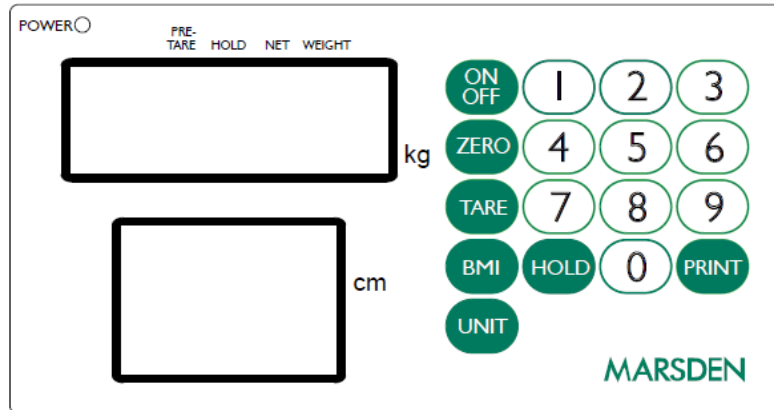 POWER
PRE-
TARE HOLD NET WEIGHT
kg
cm
ON
OFF
1 2 3
ZERO 4 5 6
TARE 7 8 9
BMI HOLD 0 PRINT
UNIT
MARSDEN